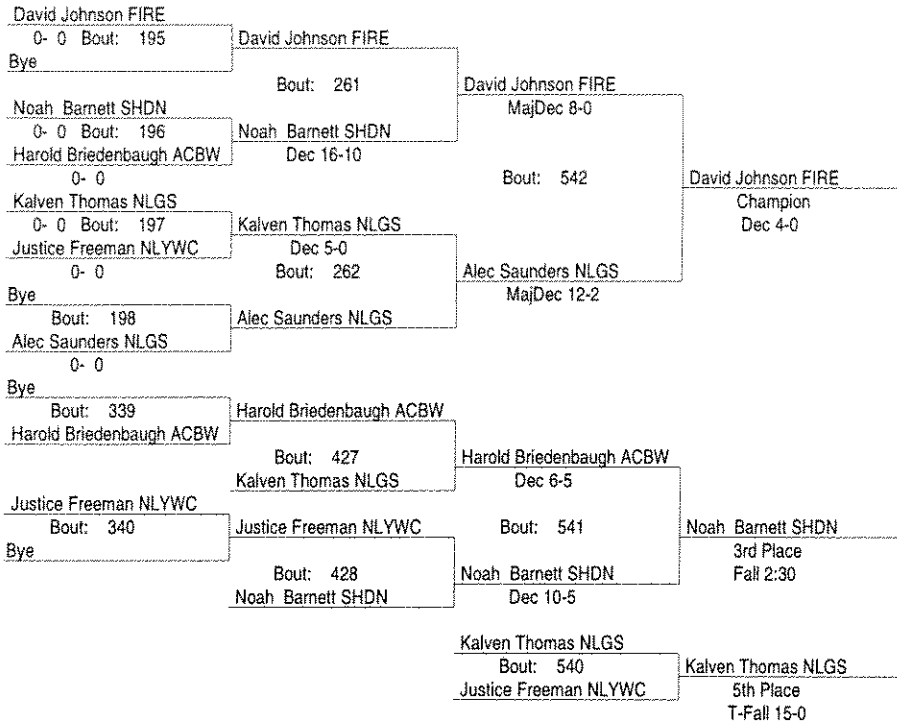 David Johnson FIRE
0- 0 Bout: 195
Bye
David Johnson FIRE
Bout: 261
Noah Barnett SHDN
0- 0 Bout: 196
Harold Briedenbaugh ACBW
0- 0
Noah Barnett SHDN
Dec 16-10
David Johnson FIRE
MajDec 8-0
Kalven Thomas NLGS
0- 0 Bout: 197
Justice Freeman NLYWC
0- 0
Kalven Thomas NLGS
Dec 5-0
Bout: 262
Bye
Bout: 198
Alec Saunders NLGS
0- 0
Alec Saunders NLGS
Alec Saunders NLGS
MajDec 12-2
Bout: 542
David Johnson FIRE
Champion
Dec 4-0
Bye
Bout: 339
Harold Briedenbaugh ACBW
Harold Briedenbaugh ACBW
Bout: 427
Kalven Thomas NLGS
Harold Briedenbaugh ACBW
Dec 6-5
Justice Freeman NLYWC
Bout: 340
Bye
Justice Freeman NLYWC
Bout: 428
Noah Barnett SHDN
Bout: 541
Noah Barnett SHDN
Dec 10-5
Noah Barnett SHDN
3rd Place
Fall 2:30
Kalven Thomas NLGS
Bout: 540
Justice Freeman NLYWC
Kalven Thomas NLGS
5th Place
T-Fall 15-0